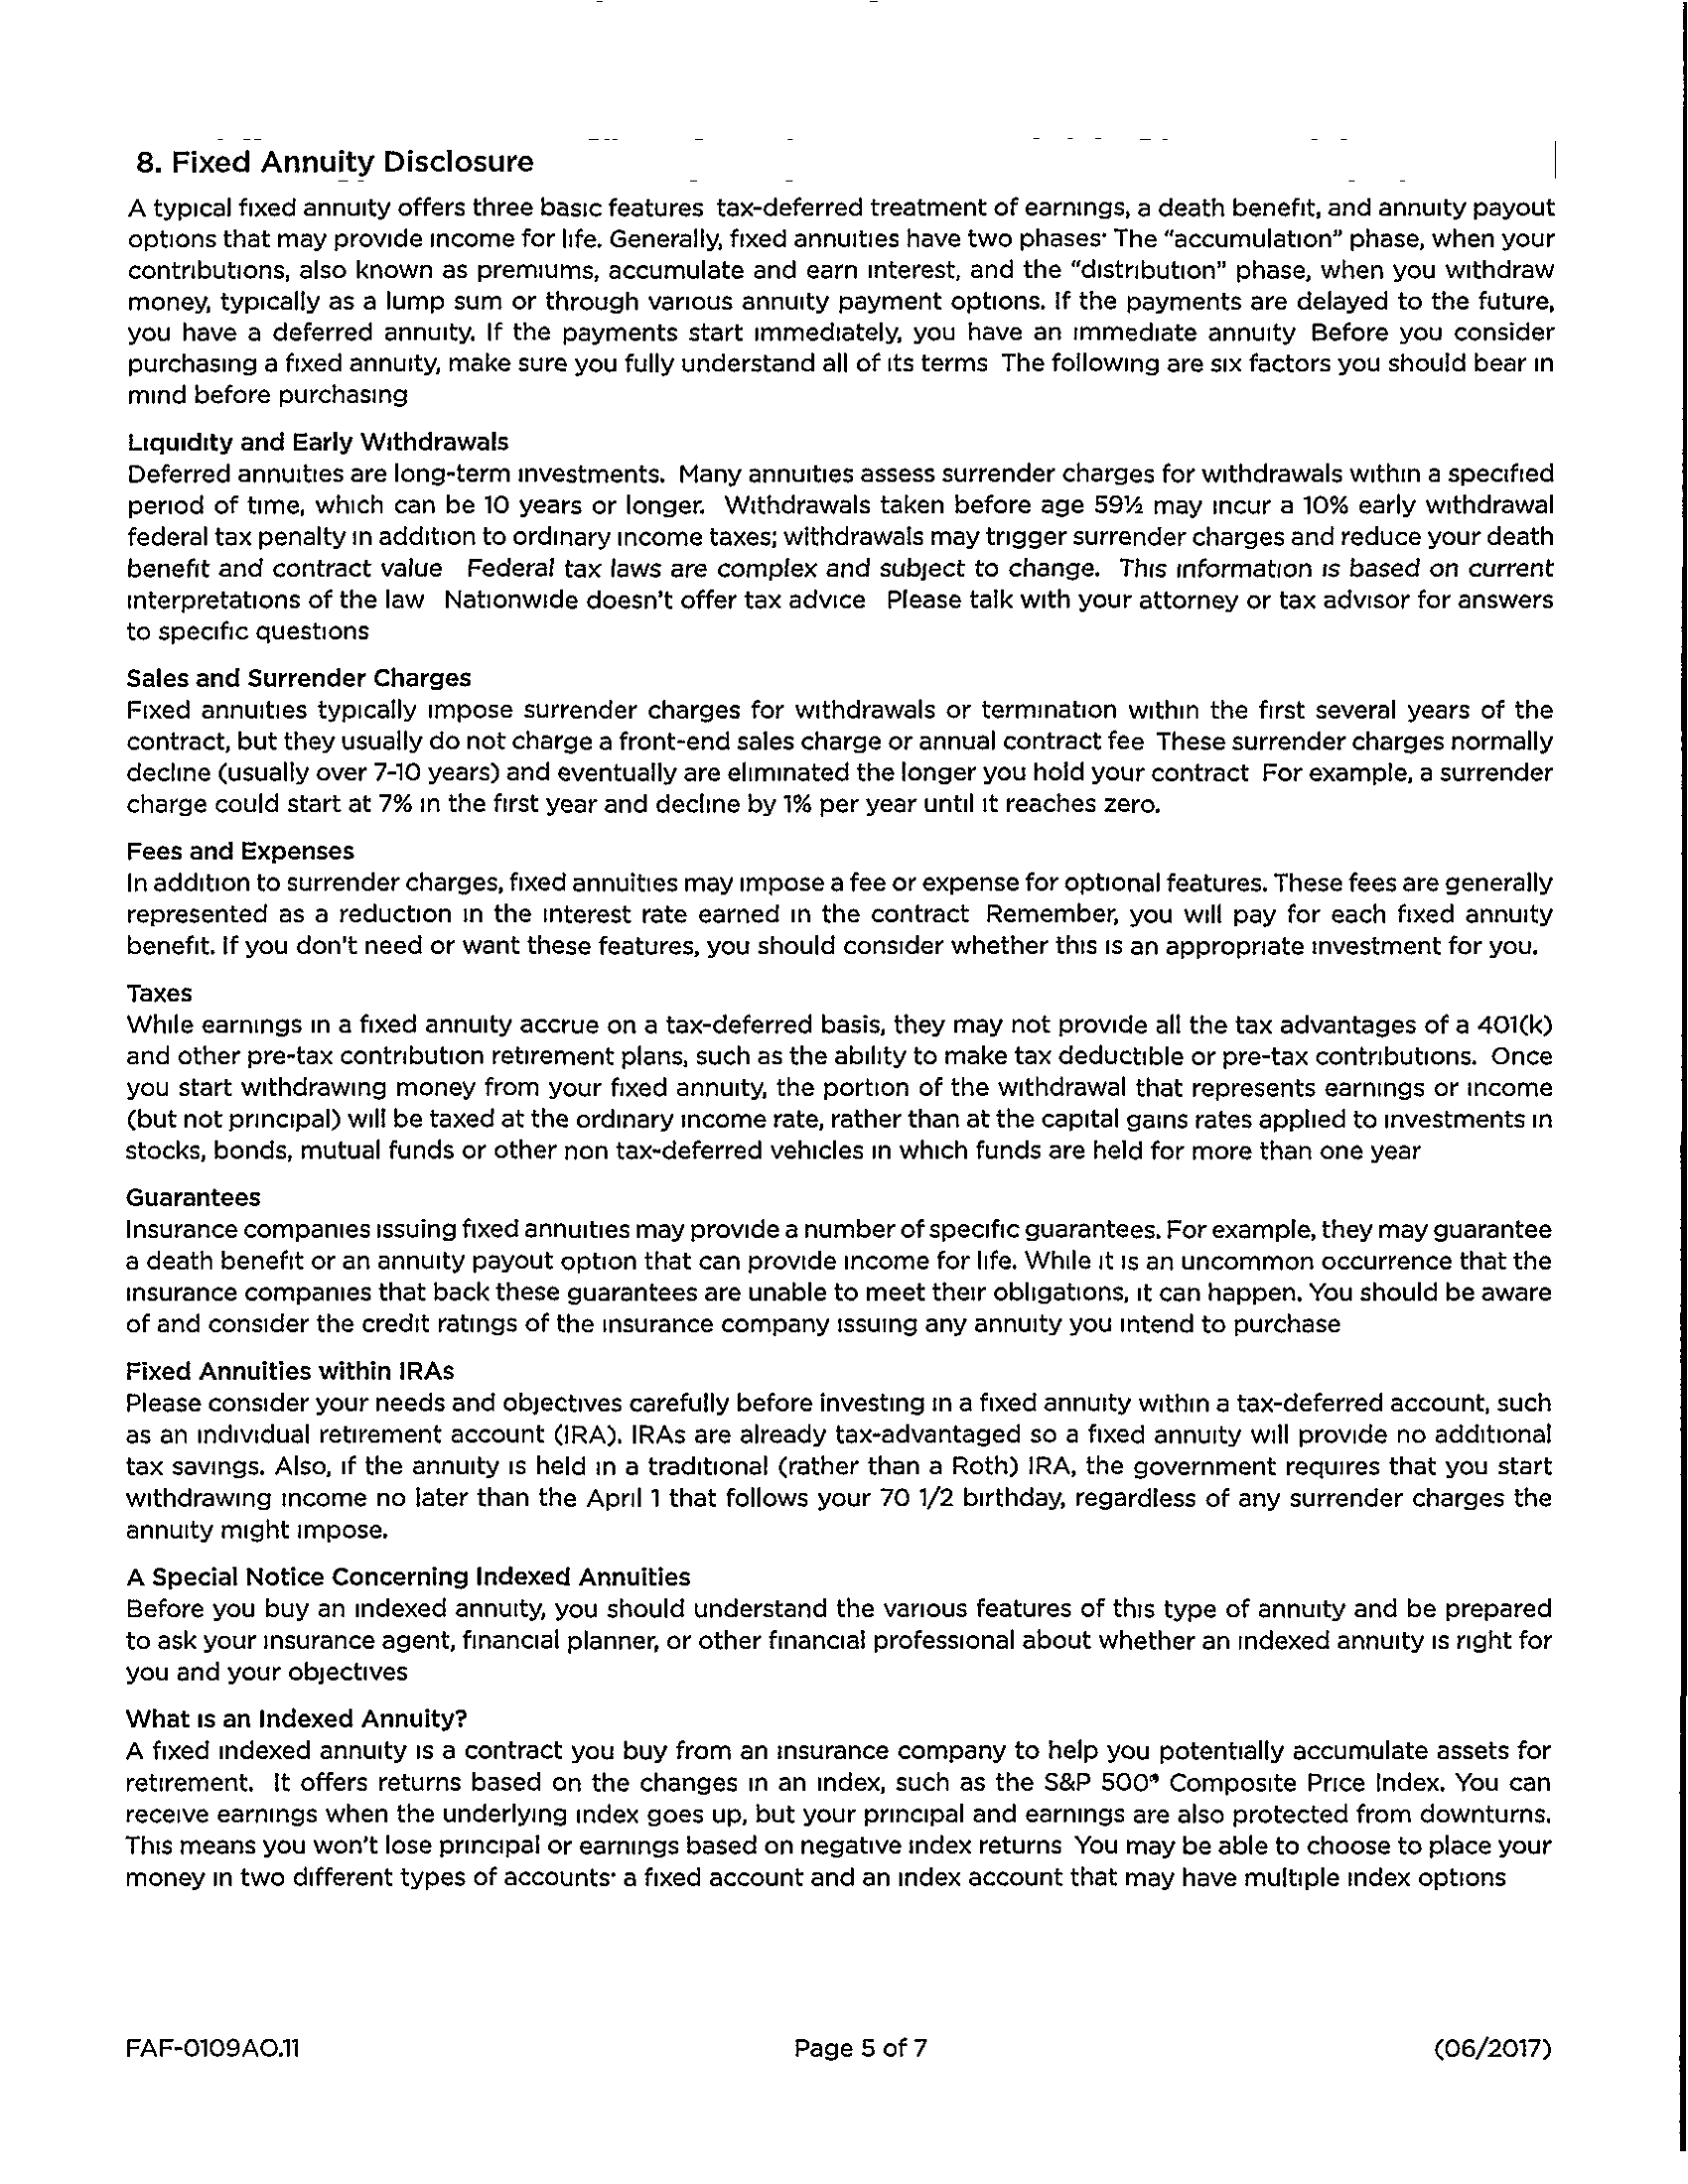 8. Fixed Annuity Disclosure
A typical fixed annuity offers three basic features tax-deferred treatment of earnings, a death benefit, and annuity payout
options that may provide income for life. Generally, fixed annuities have two phases· The “accumulation” phase, when your
contributions, also known as premiums, accumulate and earn interest, and the “distribution” phase, when you withdraw
money, typically as a lump sum or through various annuity payment options. If the payments are delayed to the future,
you have a deferred annuity. If the payments start immediately, you have an immediate annuity Before you consider
purchasing a fixed annuity, make sure you fully understand all of its terms The following are six factors you should bear in
mind before purchasing
Liquidity and Early Withdrawals
Deferred annuities are long-term investments. Many annuities assess surrender charges for withdrawals within a specified
period of time, which can be 10 years or longer. Withdrawals taken before age 59½ may incur a 10% early withdrawal
federal tax penalty in addition to ordinary income taxes; withdrawals may trigger surrender charges and reduce your death
benefit and contract value Federal tax laws are complex and subject to change. This information is based on current
interpretations of the law Nationwide doesn't offer tax advice Please talk with your attorney or tax advisor for answers
to specific questions
Sales and Surrender Charges
Fixed annuities typically impose surrender charges for withdrawals or termination within the first several years of the
contract, but they usually do not charge a front-end sales charge or annual contract fee These surrender charges normally
decline (usually over 7-10 years) and eventually are eliminated the longer you hold your contract For example, a surrender
charge could start at 7% in the first year and decline by 1% per year until it reaches zero.
Fees and Expenses
In addition to surrender charges, fixed annuities may impose a fee or expense for optional features. These fees are generally
represented as a reduction in the interest rate earned in the contract Remember, you will pay for each fixed annuity
benefit. If you don't need or want these features, you should consider whether this is an appropriate investment for you.
Taxes
While earnings in a fixed annuity accrue on a tax-deferred basis, they may not provide all the tax advantages of a 401(k)
and other pre-tax contribution retirement plans, such as the ability to make tax deductible or pre-tax contributions. Once
you start withdrawing money from your fixed annuity, the portion of the withdrawal that represents earnings or income
(but not principal) will be taxed at the ordinary income rate, rather than at the capital gains rates applied to investments in
stocks, bonds, mutual funds or other non tax-deferred vehicles in which funds are held for more than one year
Guarantees
Insurance companies issuing fixed annuities may provide a number of specific guarantees. For example, they may guarantee
a death benefit or an annuity payout option that can provide income for life. While it is an uncommon occurrence that the
insurance companies that back these guarantees are unable to meet their obligations, it can happen. You should be aware
of and consider the credit ratings of the insurance company issuing any annuity you intend to purchase
Fixed Annuities within IRAs
Please consider your needs and objectives carefully before investing in a fixed annuity within a tax-deferred account, such
as an individual retirement account (IRA). IRAs are already tax-advantaged so a fixed annuity will provide no additional
tax savings. Also, if the annuity is held in a traditional (rather than a Roth) IRA, the government requires that you start
withdrawing income no later than the April 1 that follows your 70 1/2 birthday, regardless of any surrender charges the
annuity might impose.
A Special Notice Concerning Indexed Annuities
Before you buy an indexed annuity, you should understand the various features of this type of annuity and be prepared
to ask your insurance agent, financial planner, or other financial professional about whether an indexed annuity is right for
you and your objectives
What is an Indexed Annuity?
A fixed indexed annuity is a contract you buy from an insurance company to help you potentially accumulate assets for
retirement. It offers returns based on the changes in an index, such as the S&P 500® Composite Price Index. You can
receive earnings when the underlying index goes up, but your principal and earnings are also protected from downturns.
This means you won't lose principal or earnings based on negative index returns You may be able to choose to place your
money in two different types of accounts· a fixed account and an index account that may have multiple index options
FAF-0109AO.11 Page 5 of 7 (06/2017)